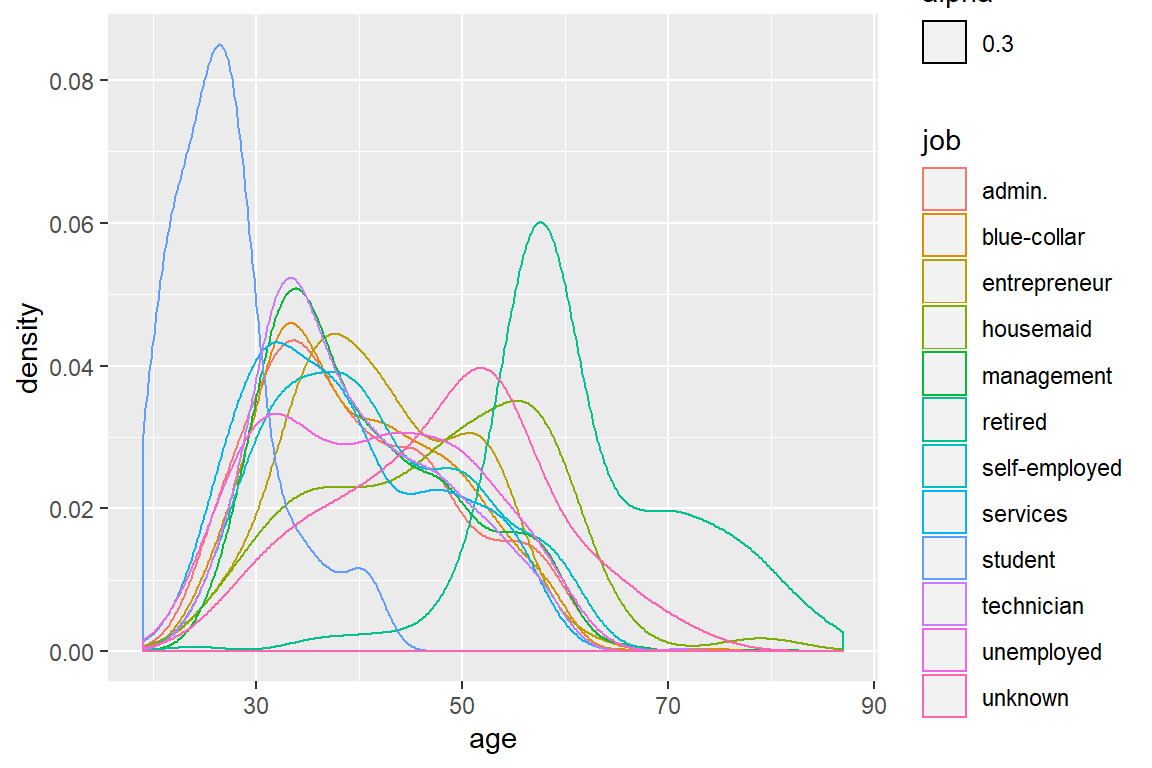 0.08
0.06
0.04
0.02
0.00
density
30
50
70
90
age
alpha
0.3
job
admin.
blue-collar
entrepreneur
housemaid
management
retired
self-employed
services
student
technician
unemployed
unknown